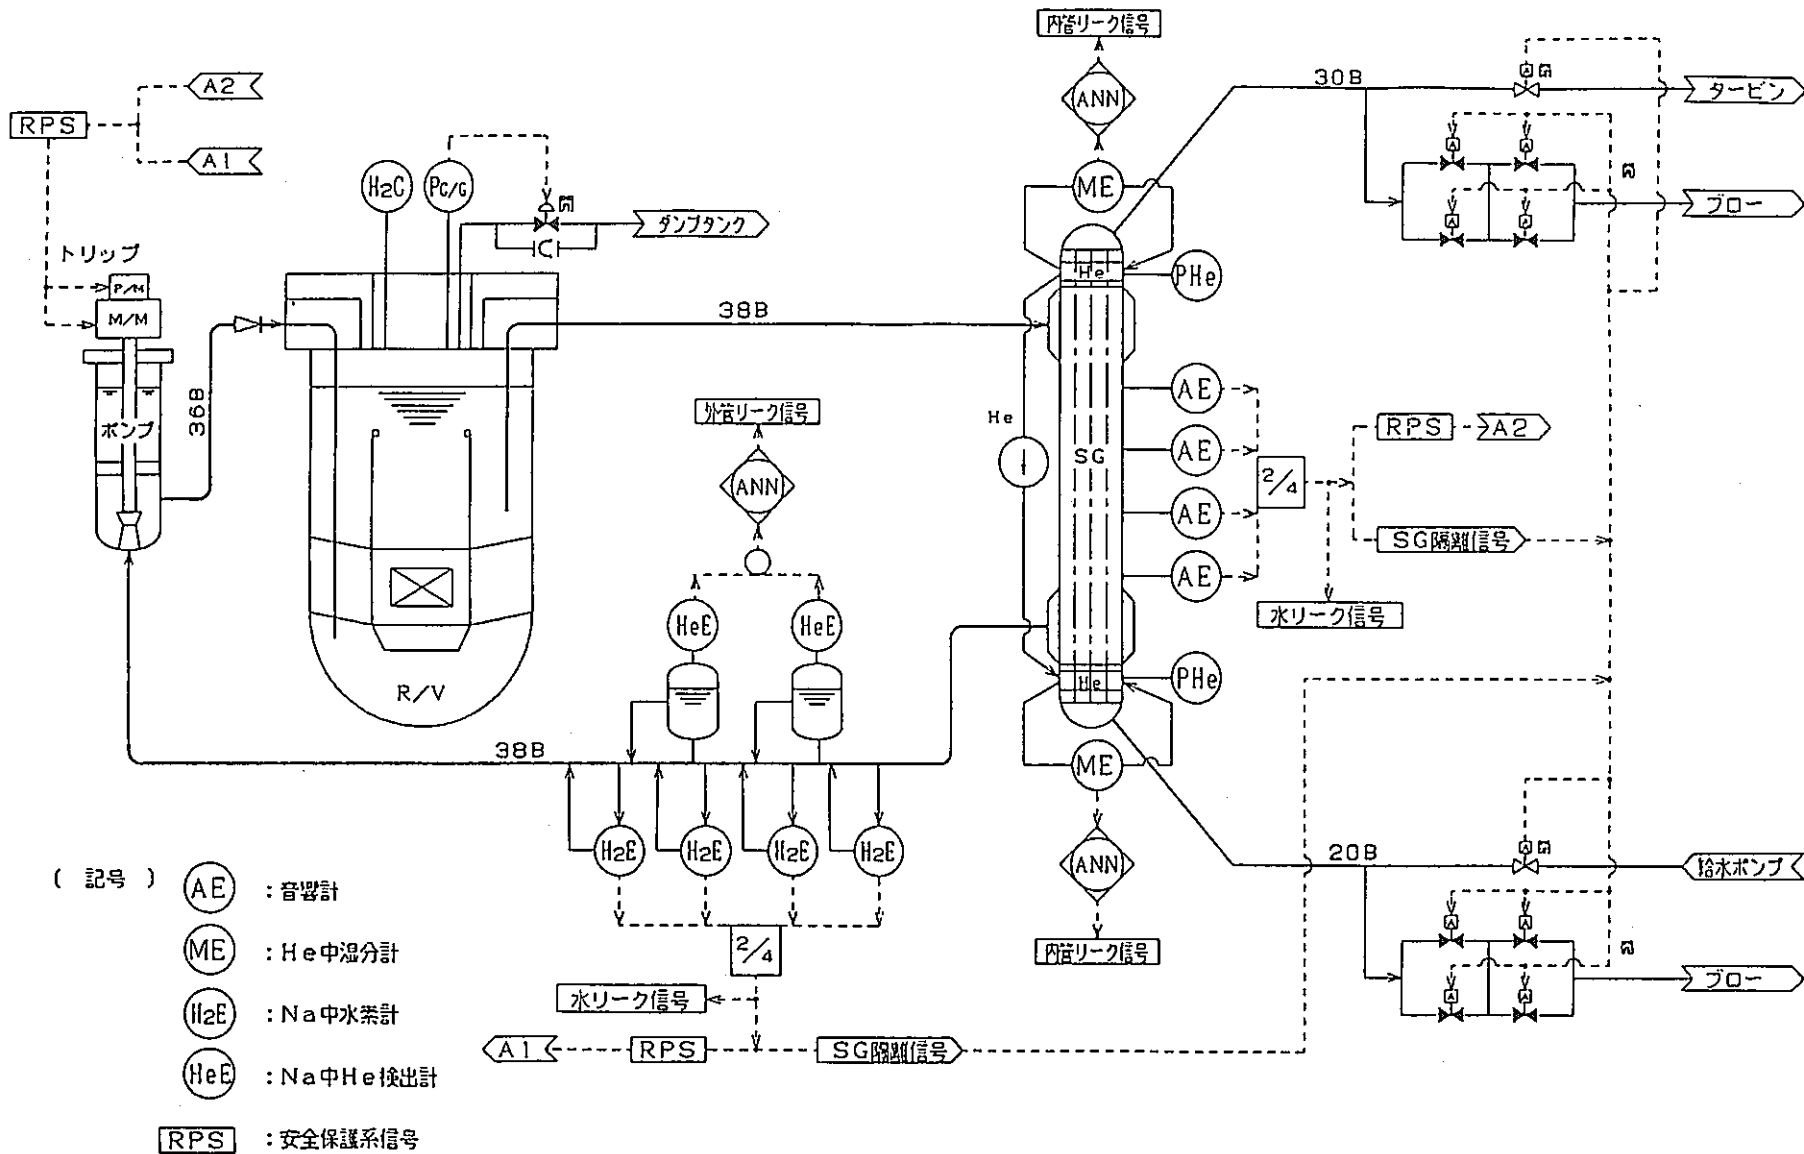 内管リーク信号
ANN
ME
30B
タービン
ブロー
A2
RPS
A1
H2C
PC/G
ダンプタンク
トリップ
P/M
M/M
ポンプ
36B
38B
He
PHe
AE
AE
AE
AE
He
SG
2/4
RPS
A2
SG隔離信号
水リーク信号
外管リーク信号
ANN
HeE
HeE
R/V
He
PHe
38B
ME
ANN
内管リーク信号
H2E
H2E
H2E
H2E
2/4
水リーク信号
A1
RPS
SG隔離信号
20B
給水ポンプ
ブロー
A
A
A
A
A
A
A
A
A
A
( 記号 )
AE :音響計
ME :He中湿分計
H2E :Na中水素計
HeE :Na中He検出計
RPS :安全保護系信号